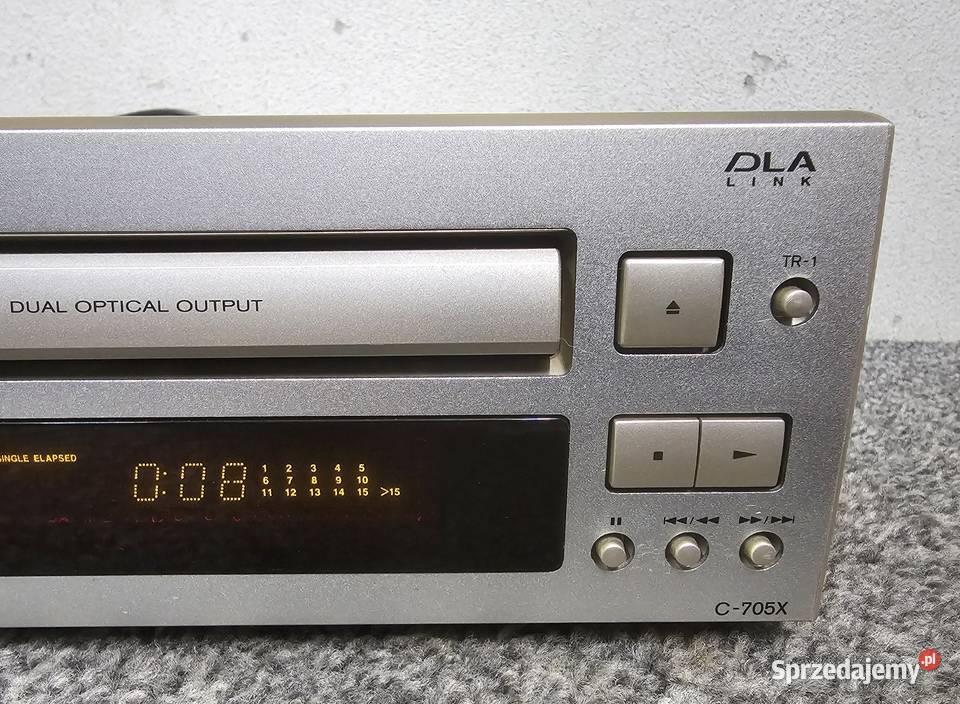 DLA
LINK
TR-1
DUAL OPTICAL OUTPUT
SINGLE ELAPSED
0:08
1 2 3 4 5
6 7 8 9 10
11 12 13 14 15 >15
C-705X
Sprzedajemy.pl